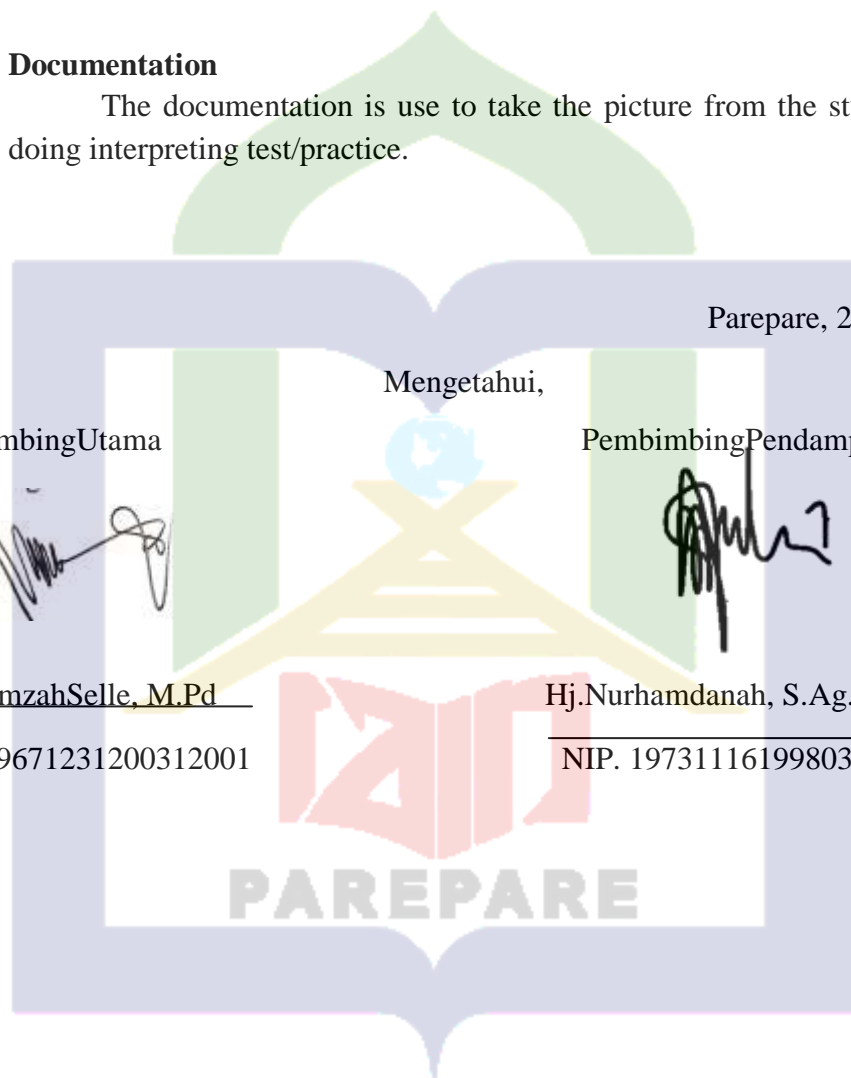 Documentation
The documentation is use to take the picture from the st
doing interpreting test/practice.
Parepare, 2
Mengetahui,
mbingUtama PembimbingPendamp
mzahSelle, M.Pd Hj.Nurhamdanah, S.Ag.
9671231200312001 NIP. 19731116199803
PAREPARE